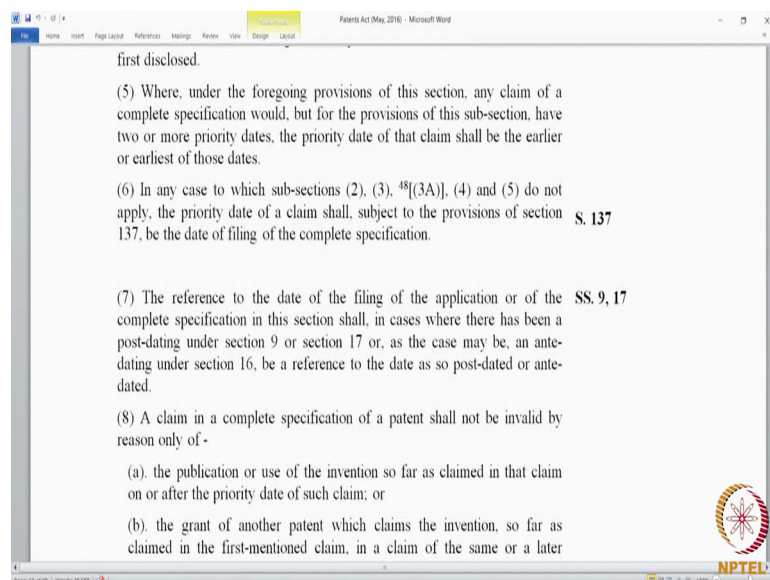 Table Tools
Patents Act (May, 2016) - Microsoft Word
File Home Insert Page Layout References Mailings Review View Design Layout
first disclosed.
(5) Where, under the foregoing provisions of this section, any claim of a
complete specification would, but for the provisions of this sub-section, have
two or more priority dates, the priority date of that claim shall be the earlier
or earliest of those dates.
(6) In any case to which sub-sections (2), (3), 48[(3A)], (4) and (5) do not
apply, the priority date of a claim shall, subject to the provisions of section
137, be the date of filing of the complete specification.
S. 137
(7) The reference to the date of the filing of the application or of the
SS. 9, 17
complete specification in this section shall, in cases where there has been a
post-dating under section 9 or section 17 or, as the case may be, an ante-
dating under section 16, be a reference to the date as so post-dated or ante-
dated.
(8) A claim in a complete specification of a patent shall not be invalid by
reason only of -
(a). the publication or use of the invention so far as claimed in that claim
on or after the priority date of such claim; or
(b). the grant of another patent which claims the invention, so far as
claimed in the first-mentioned claim, in a claim of the same or a later
NPTEL